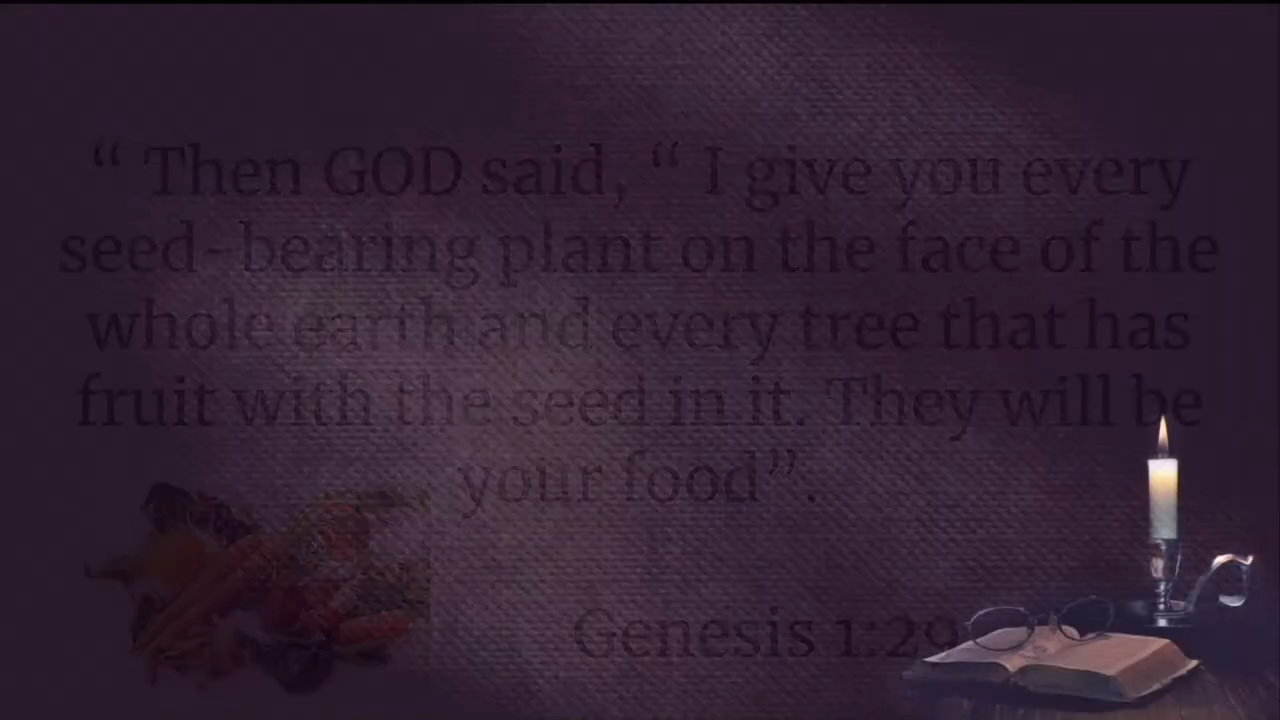 “ Then GOD said, “ I give you every
seed-bearing plant on the face of the
whole earth and every tree that has
fruit with the seed in it. They will be
your food”.
Genesis 1:29